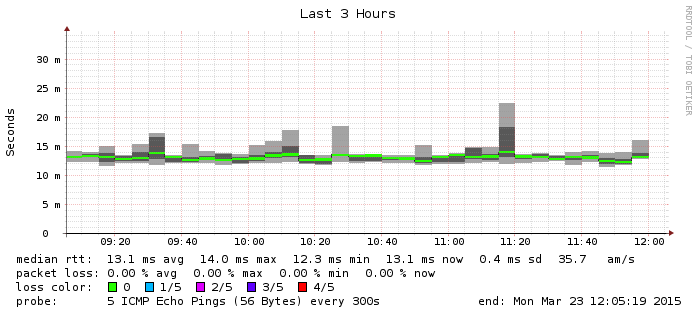 Last 3 Hours
RRDTOOL / TOBI OETIKER
Seconds
30 m
25 m
20 m
15 m
10 m
5 m
0
09:20 09:40 10:00 10:20 10:40 11:00 11:20 11:40 12:00
median rtt: 13.1 ms avg 14.0 ms max 12.3 ms min 13.1 ms now 0.4 ms sd 35.7 am/s
packet loss: 0.00 % avg 0.00 % max 0.00 % min 0.00 % now
loss color: 0 1/5 2/5 3/5 4/5
probe: 5 ICMP Echo Pings (56 Bytes) every 300s end: Mon Mar 23 12:05:19 2015